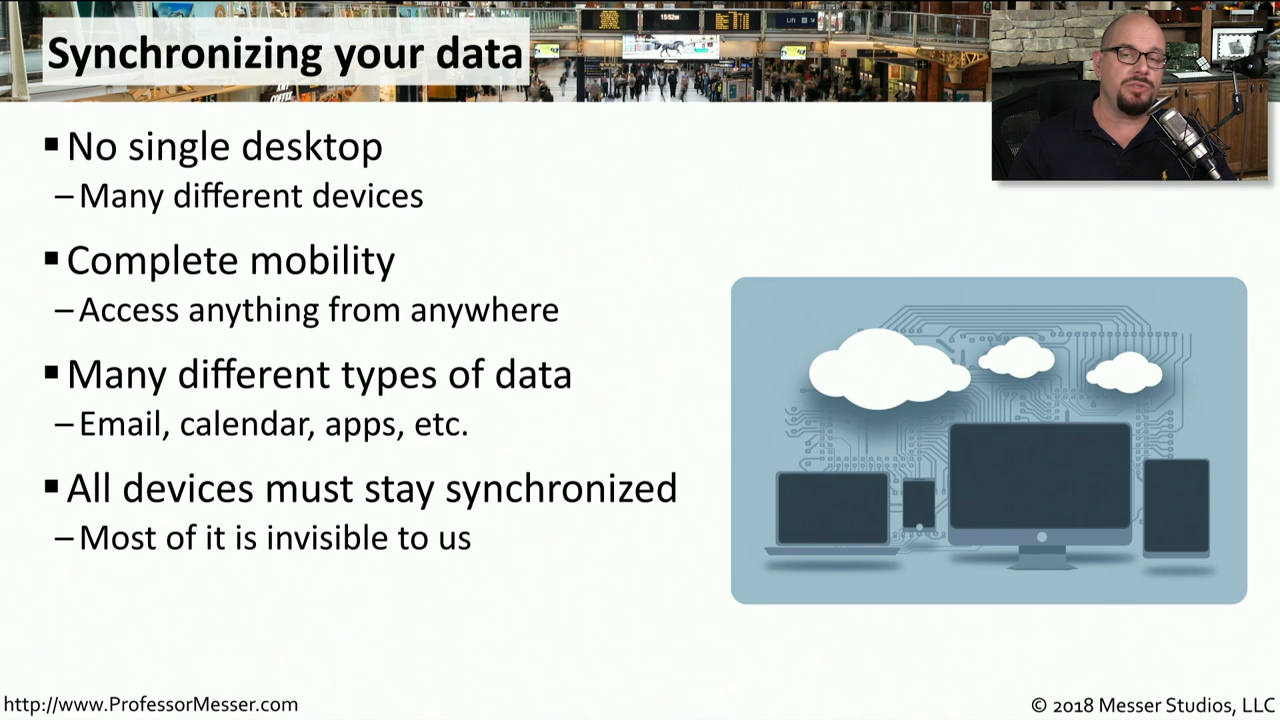 Synchronizing your data
▪ No single desktop
– Many different devices
▪ Complete mobility
– Access anything from anywhere
▪ Many different types of data
– Email, calendar, apps, etc.
▪ All devices must stay synchronized
– Most of it is invisible to us
http://www.ProfessorMesser.com
© 2018 Messer Studios, LLC